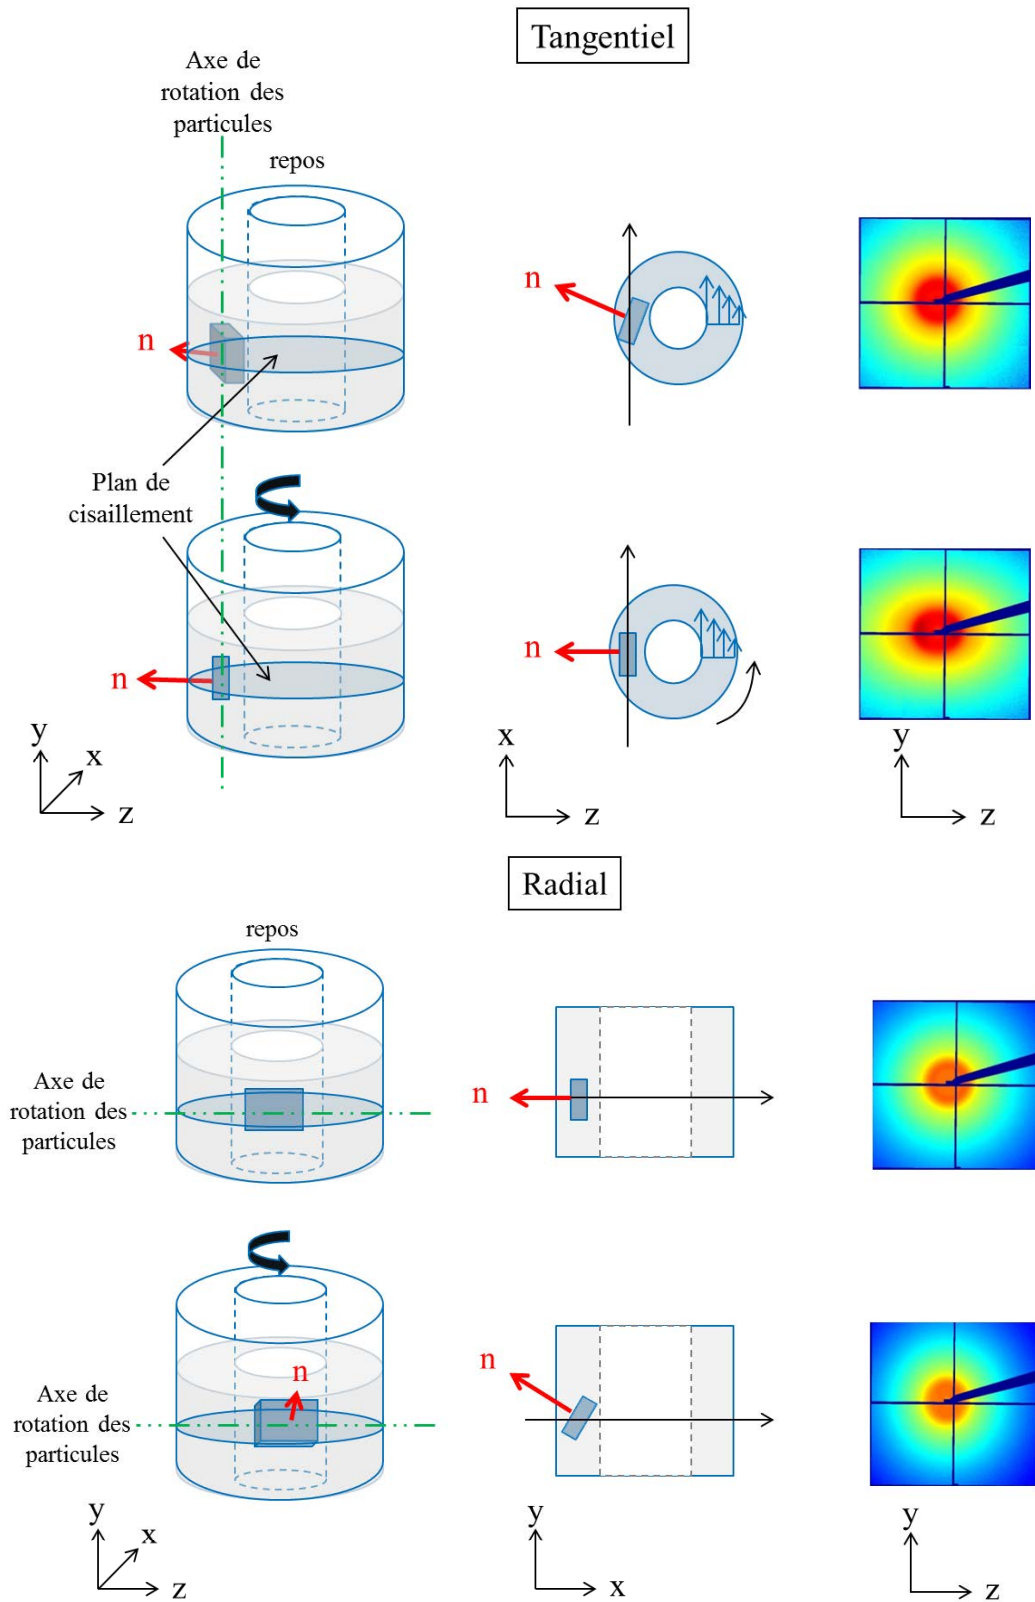 Tangentiel
Axe de
rotation des
particules
repos
n
n
Plan de
cisaillement
n
n
y
x
z
x
z
y
z
Radial
repos
Axe de
rotation des
particules
n
n
n
Axe de
rotation des
particules
y
x
z
y
x
y
z